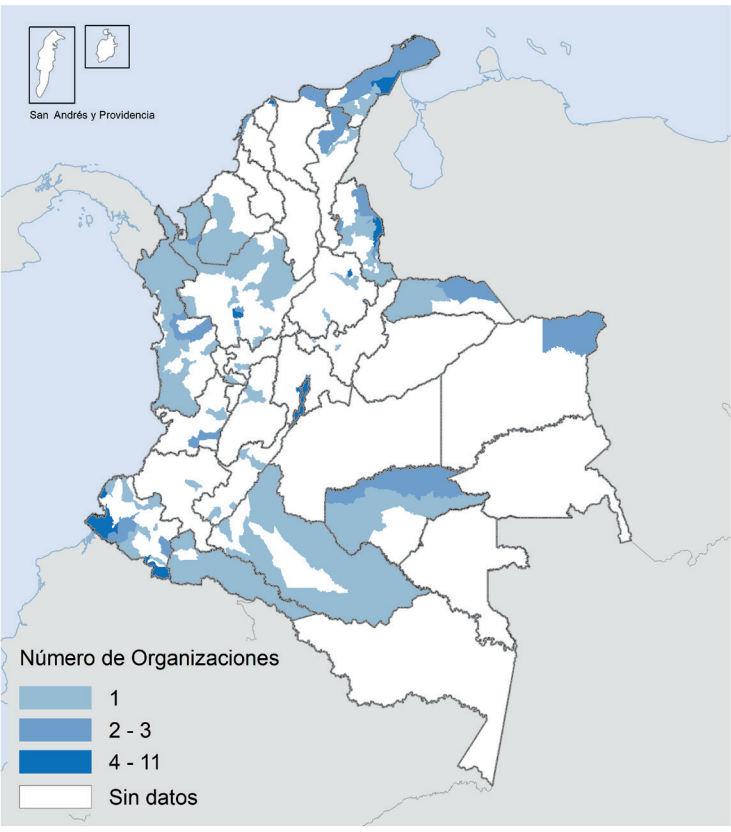 San Andrés y Providencia
Número de Organizaciones
1
2 - 3
4 - 11
Sin datos